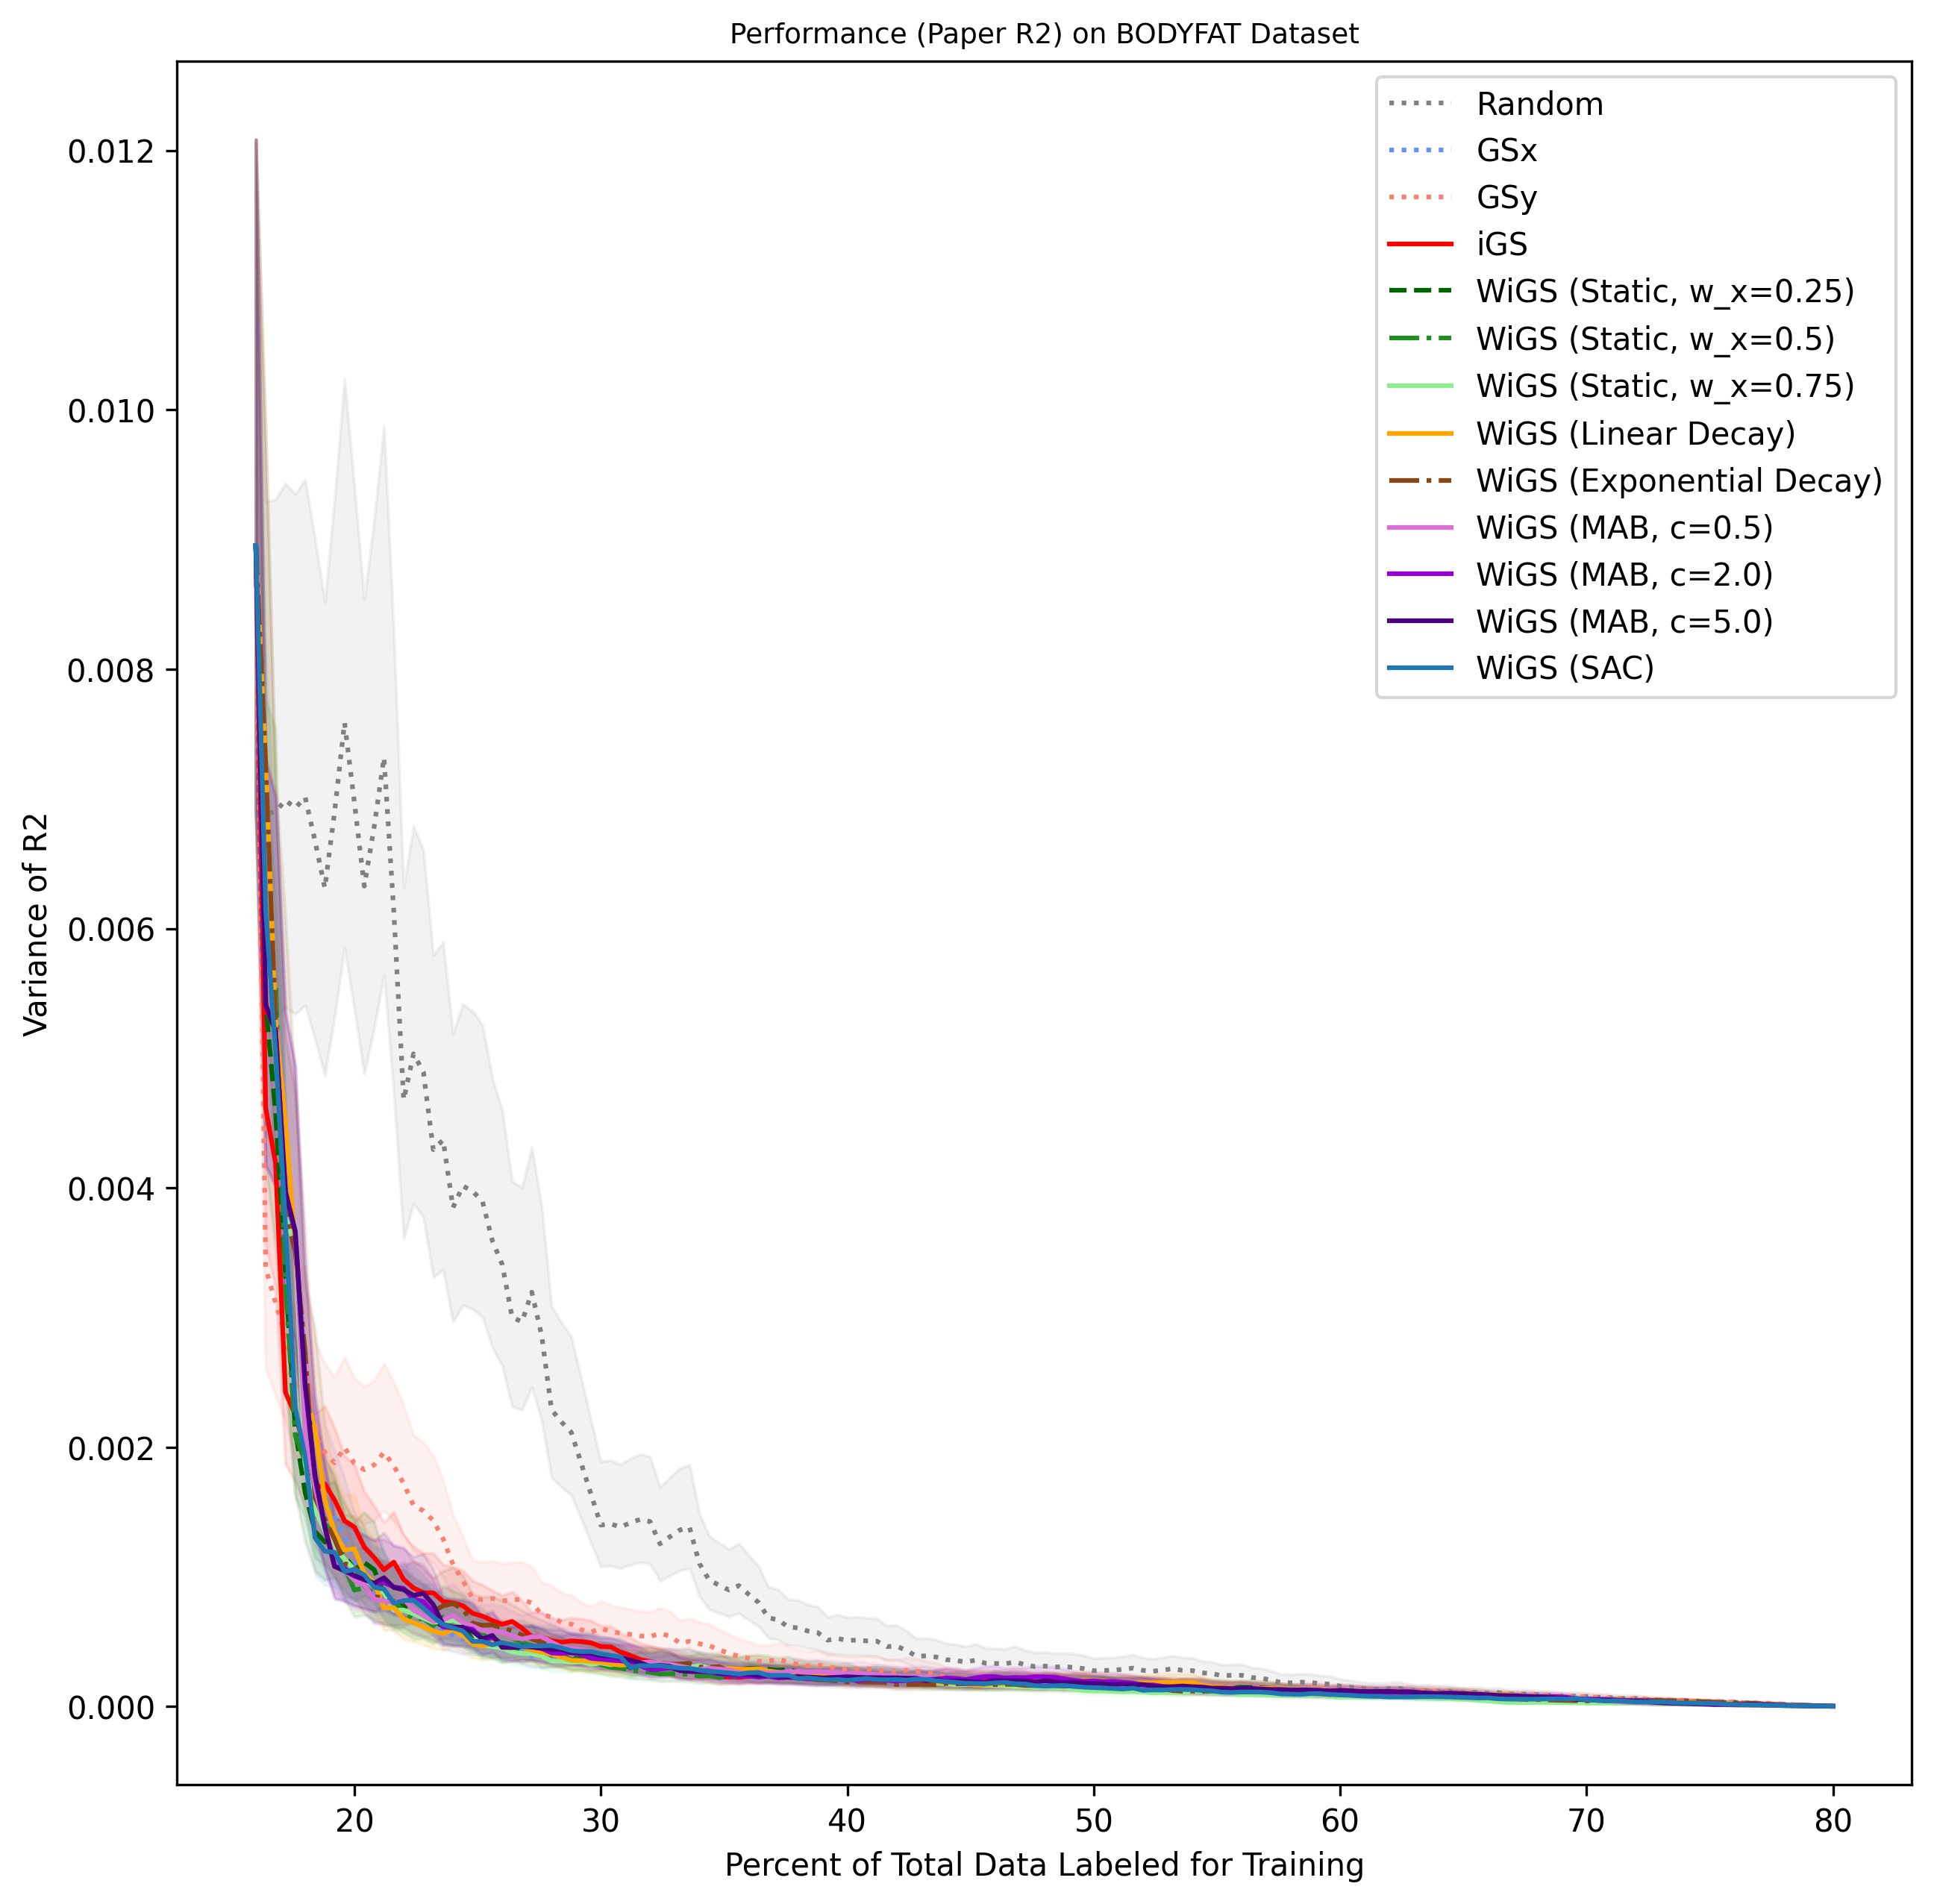 Performance (Paper R2) on BODYFAT Dataset
Random
GSx
GSy
iGS
WiGS (Static, w_x=0.25)
WiGS (Static, w_x=0.5)
WiGS (Static, w_x=0.75)
WiGS (Linear Decay)
WiGS (Exponential Decay)
WiGS (MAB, c=0.5)
WiGS (MAB, c=2.0)
WiGS (MAB, c=5.0)
WiGS (SAC)
Variance of R2
0.012
0.010
0.008
0.006
0.004
0.002
0.000
20 30 40 50 60 70 80
Percent of Total Data Labeled for Training